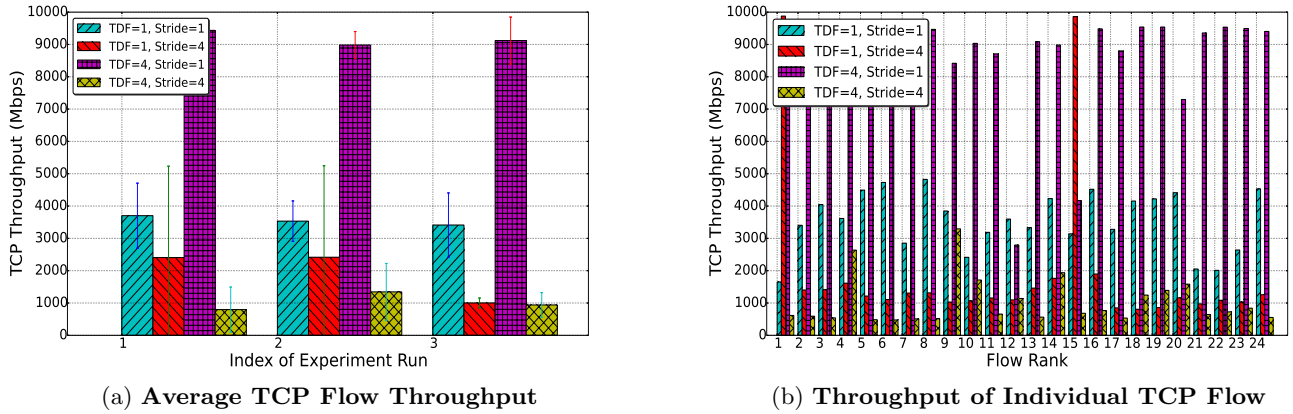 10000
9000
8000
7000
6000
5000
4000
3000
2000
1000
0
TCP Throughput (Mbps)
TDF=1, Stride=1
TDF=1, Stride=4
TDF=4, Stride=1
TDF=4, Stride=4
1 2 3
Index of Experiment Run
(a) Average TCP Flow Throughput
10000
9000
8000
7000
6000
5000
4000
3000
2000
1000
0
TCP Throughput (Mbps)
TDF=1, Stride=1
TDF=1, Stride=4
TDF=4, Stride=1
TDF=4, Stride=4
1 2 3 4 5 6 7 8 9 10 11 12 13 14 15 16 17 18 19 20 21 22 23 24
Flow Rank
(b) Throughput of Individual TCP Flow